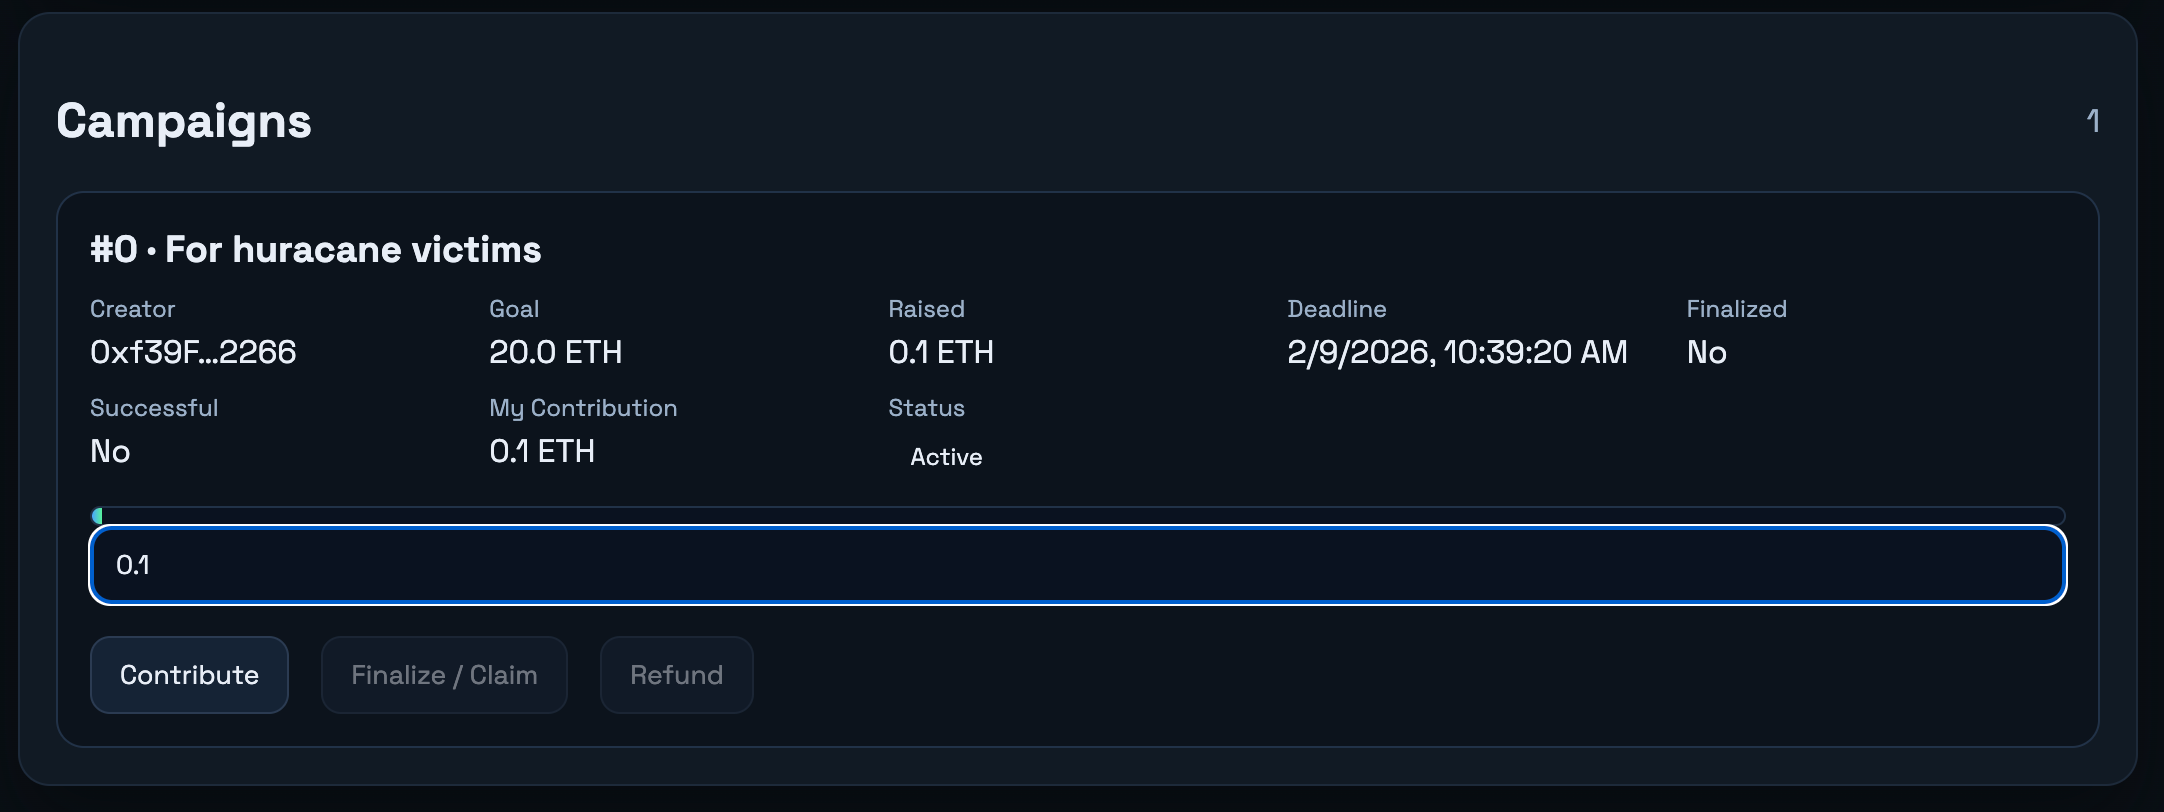 Campaigns 1
#0 · For huracane victims
Creator Goal Raised Deadline Finalized
0xf39F...2266 20.0 ETH 0.1 ETH 2/9/2026, 10:39:20 AM No
Successful My Contribution Status
No 0.1 ETH Active
0.1
Contribute Finalize / Claim Refund